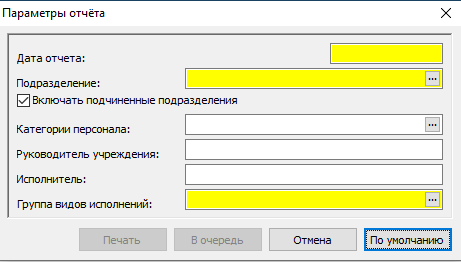 Параметры отчёта
Дата отчета:
Подразделение:
Включать подчиненные подразделения
Категории персонала:
Руководитель учреждения:
Исполнитель:
Группа видов исполнений:
Печать В очередь Отмена По умолчанию